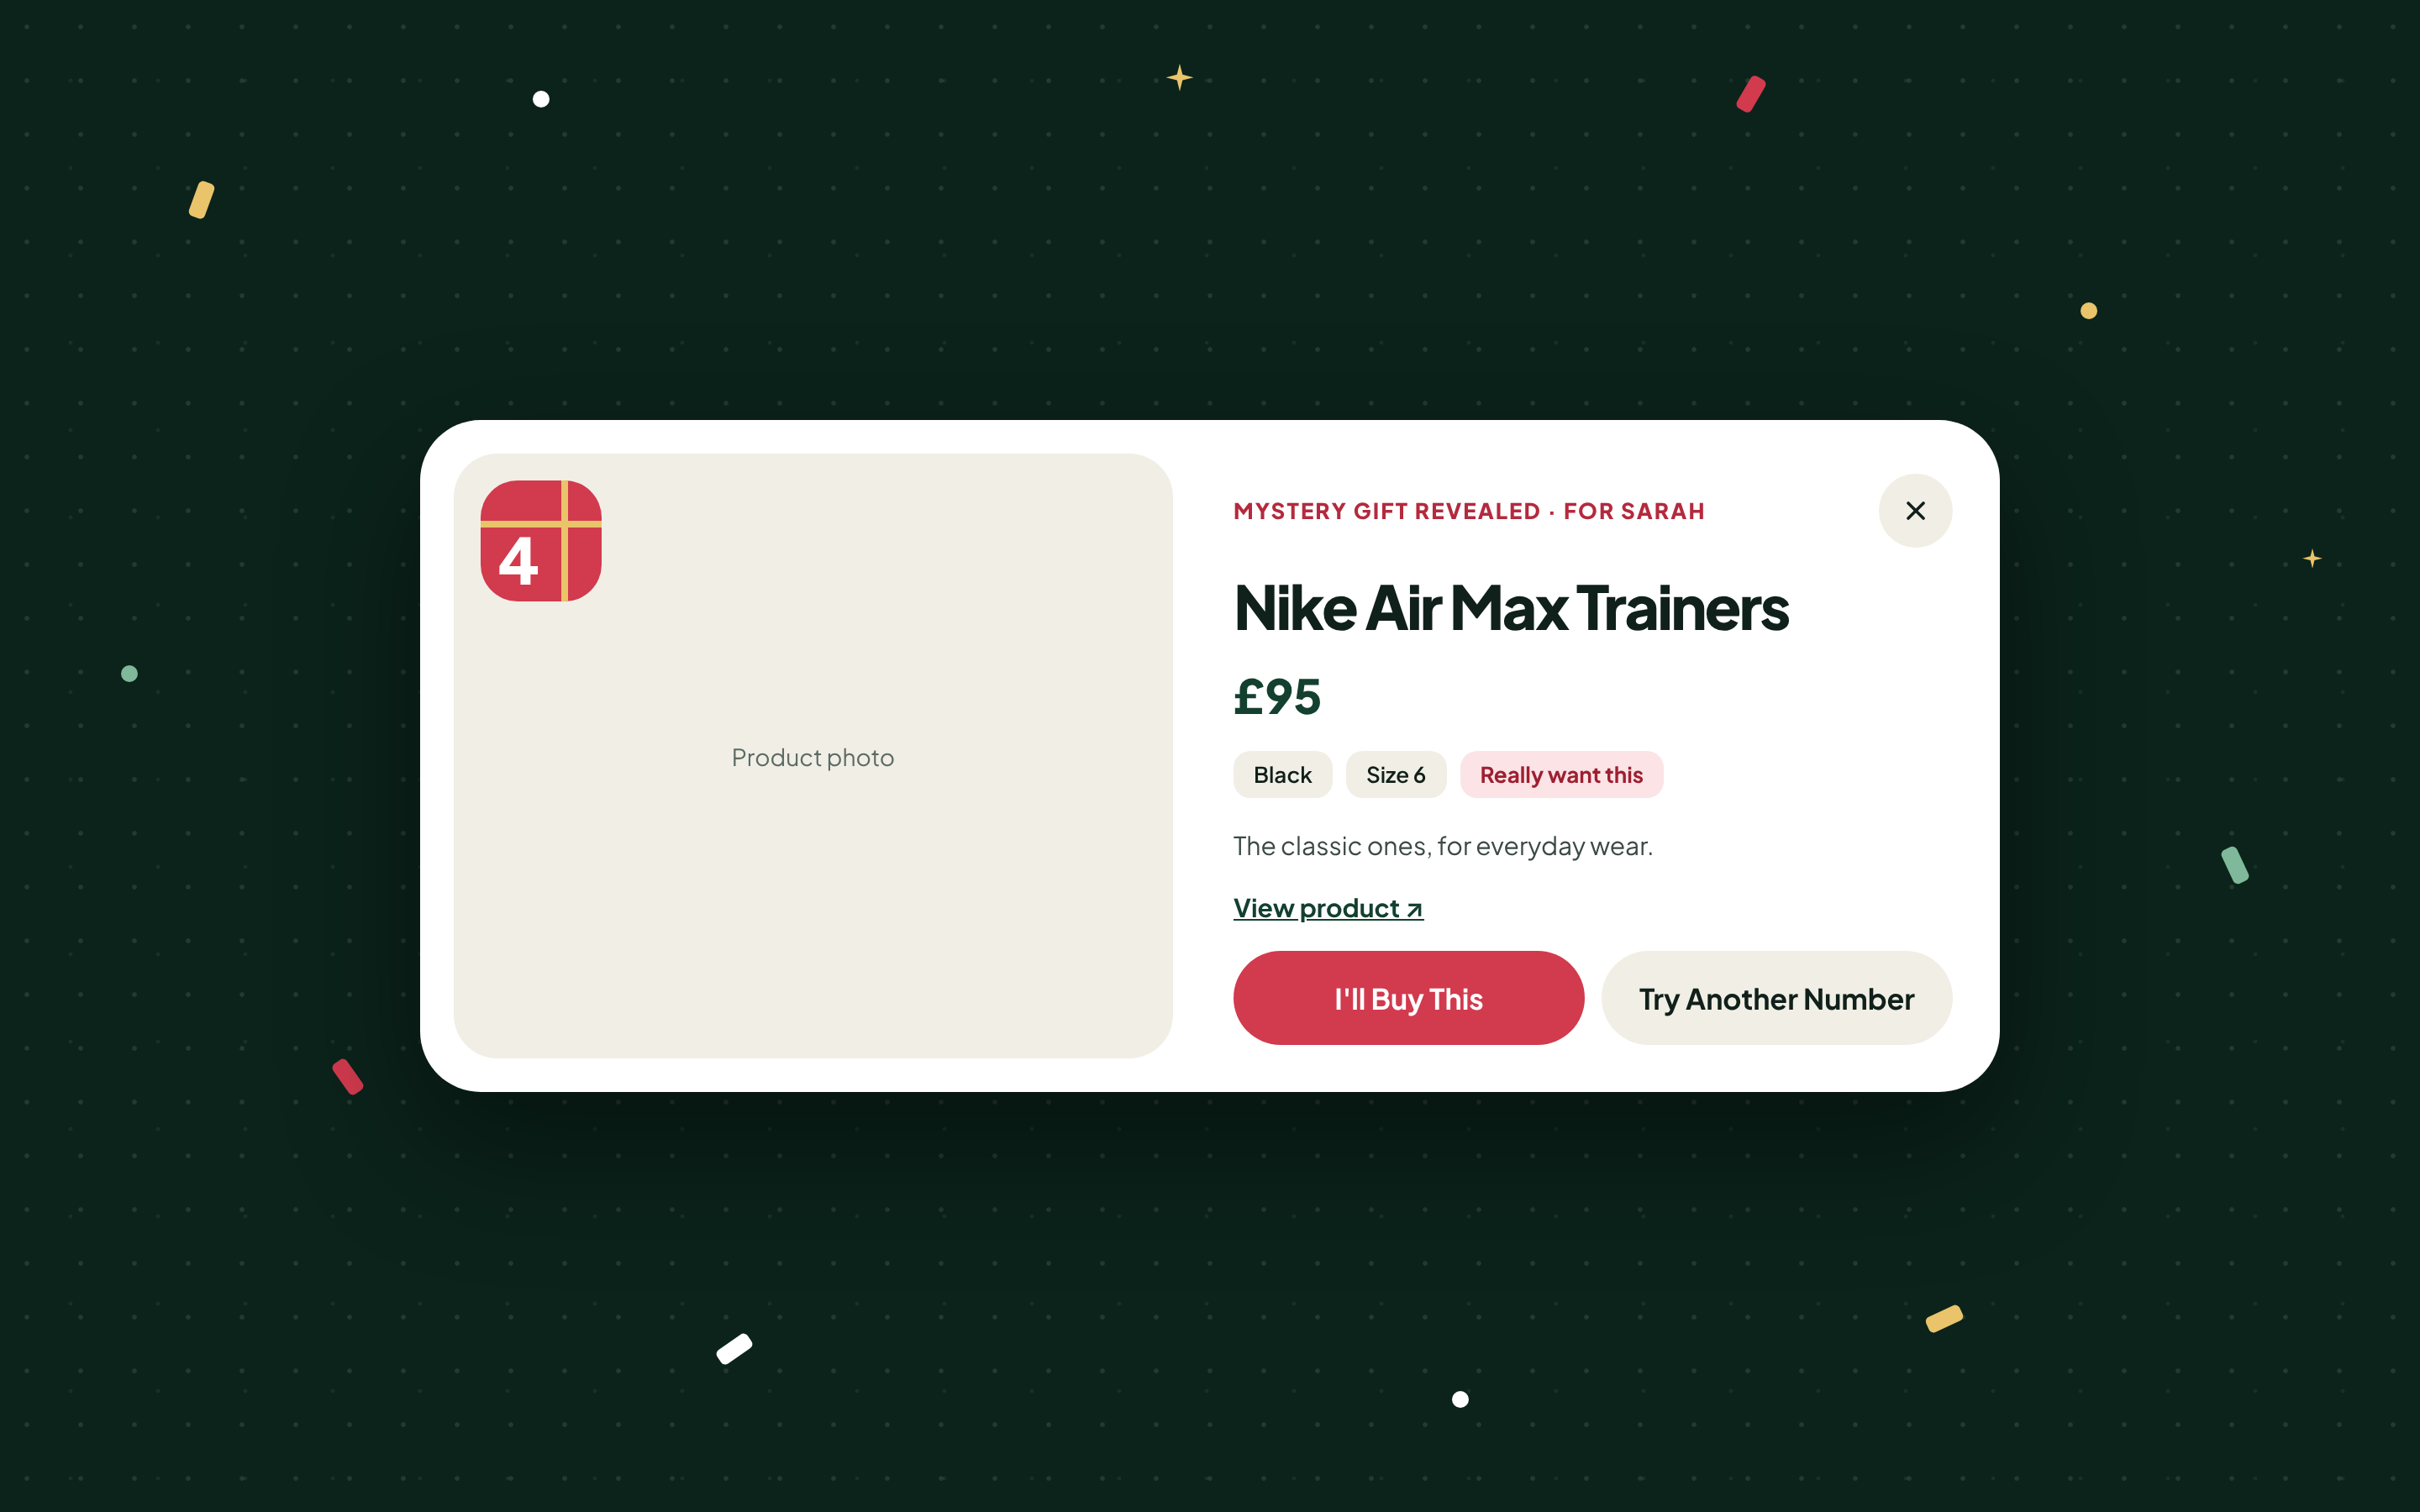 4
Product photo
MYSTERY GIFT REVEALED · FOR SARAH
Nike Air Max Trainers
£95
Black
Size 6
Really want this
The classic ones, for everyday wear.
View product ↗
I'll Buy This
Try Another Number